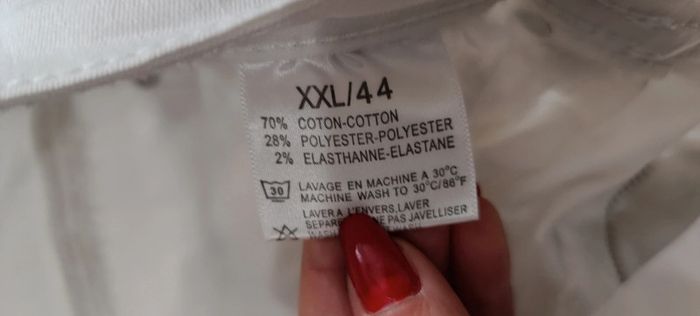 XXL/44
70% COTON-COTTON
28% POLYESTER-POLYESTER
2% ELASTHANNE-ELASTANE
30 LAVAGE EN MACHINE A 30°C
MACHINE WASH TO 30°C/86°F
LAVER A L'ENVERS, LAVER
NE PAS JAVELLISER